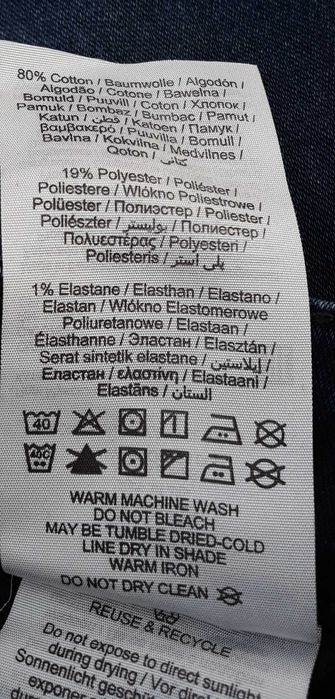 80% Cotton / Baumwolle / Algodón /
Algodão / Cotone / Bawełna /
Bomuld / Puuvill / Coton / Хлопок /
Pamuk / Bombaz / Bumbac / Pamut /
Katun / قطن / Katoen / Памук /
Βαμβακερό / Puuvilla / Bomull /
Bavlna / Kokvilna / Medvilnės /
Qoton / كتانى
19% Polyester / Poliéster /
Poliestere / Włókno Poliestrowe /
Polüester / Полиэстер / Poliester /
Poliészter / بوليستر / Полиестер /
Πολυεστέρας / Polyesteri /
Poliesteris / پلی استر
1% Elastane / Elasthan / Elastano /
Elastan / Włókno Elastomerowe /
Poliuretanowe / Elastaan /
Élasthanne / Эластан / Elasztán /
Serat sintetik elastane / إيلاستين /
Еластан / ελαστίνη / Elastaani /
Elastāns / الستان
40
40C
WARM MACHINE WASH
DO NOT BLEACH
MAY BE TUMBLE DRIED-COLD
LINE DRY IN SHADE
WARM IRON
DO NOT DRY CLEAN
REUSE & RECYCLE
Do not expose to direct sunlight
during drying / Vor
Sonnenlicht
exponer